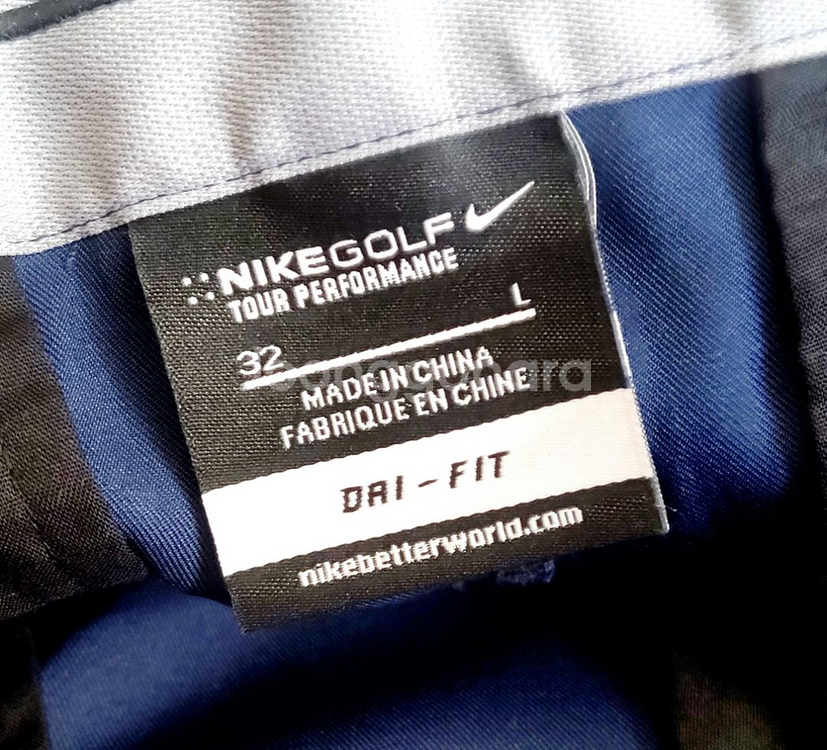 NIKEGOLF
TOUR PERFORMANCE
32 L
MADE IN CHINA
FABRIQUE EN CHINE
DRI-FIT
nikebetterworld.com